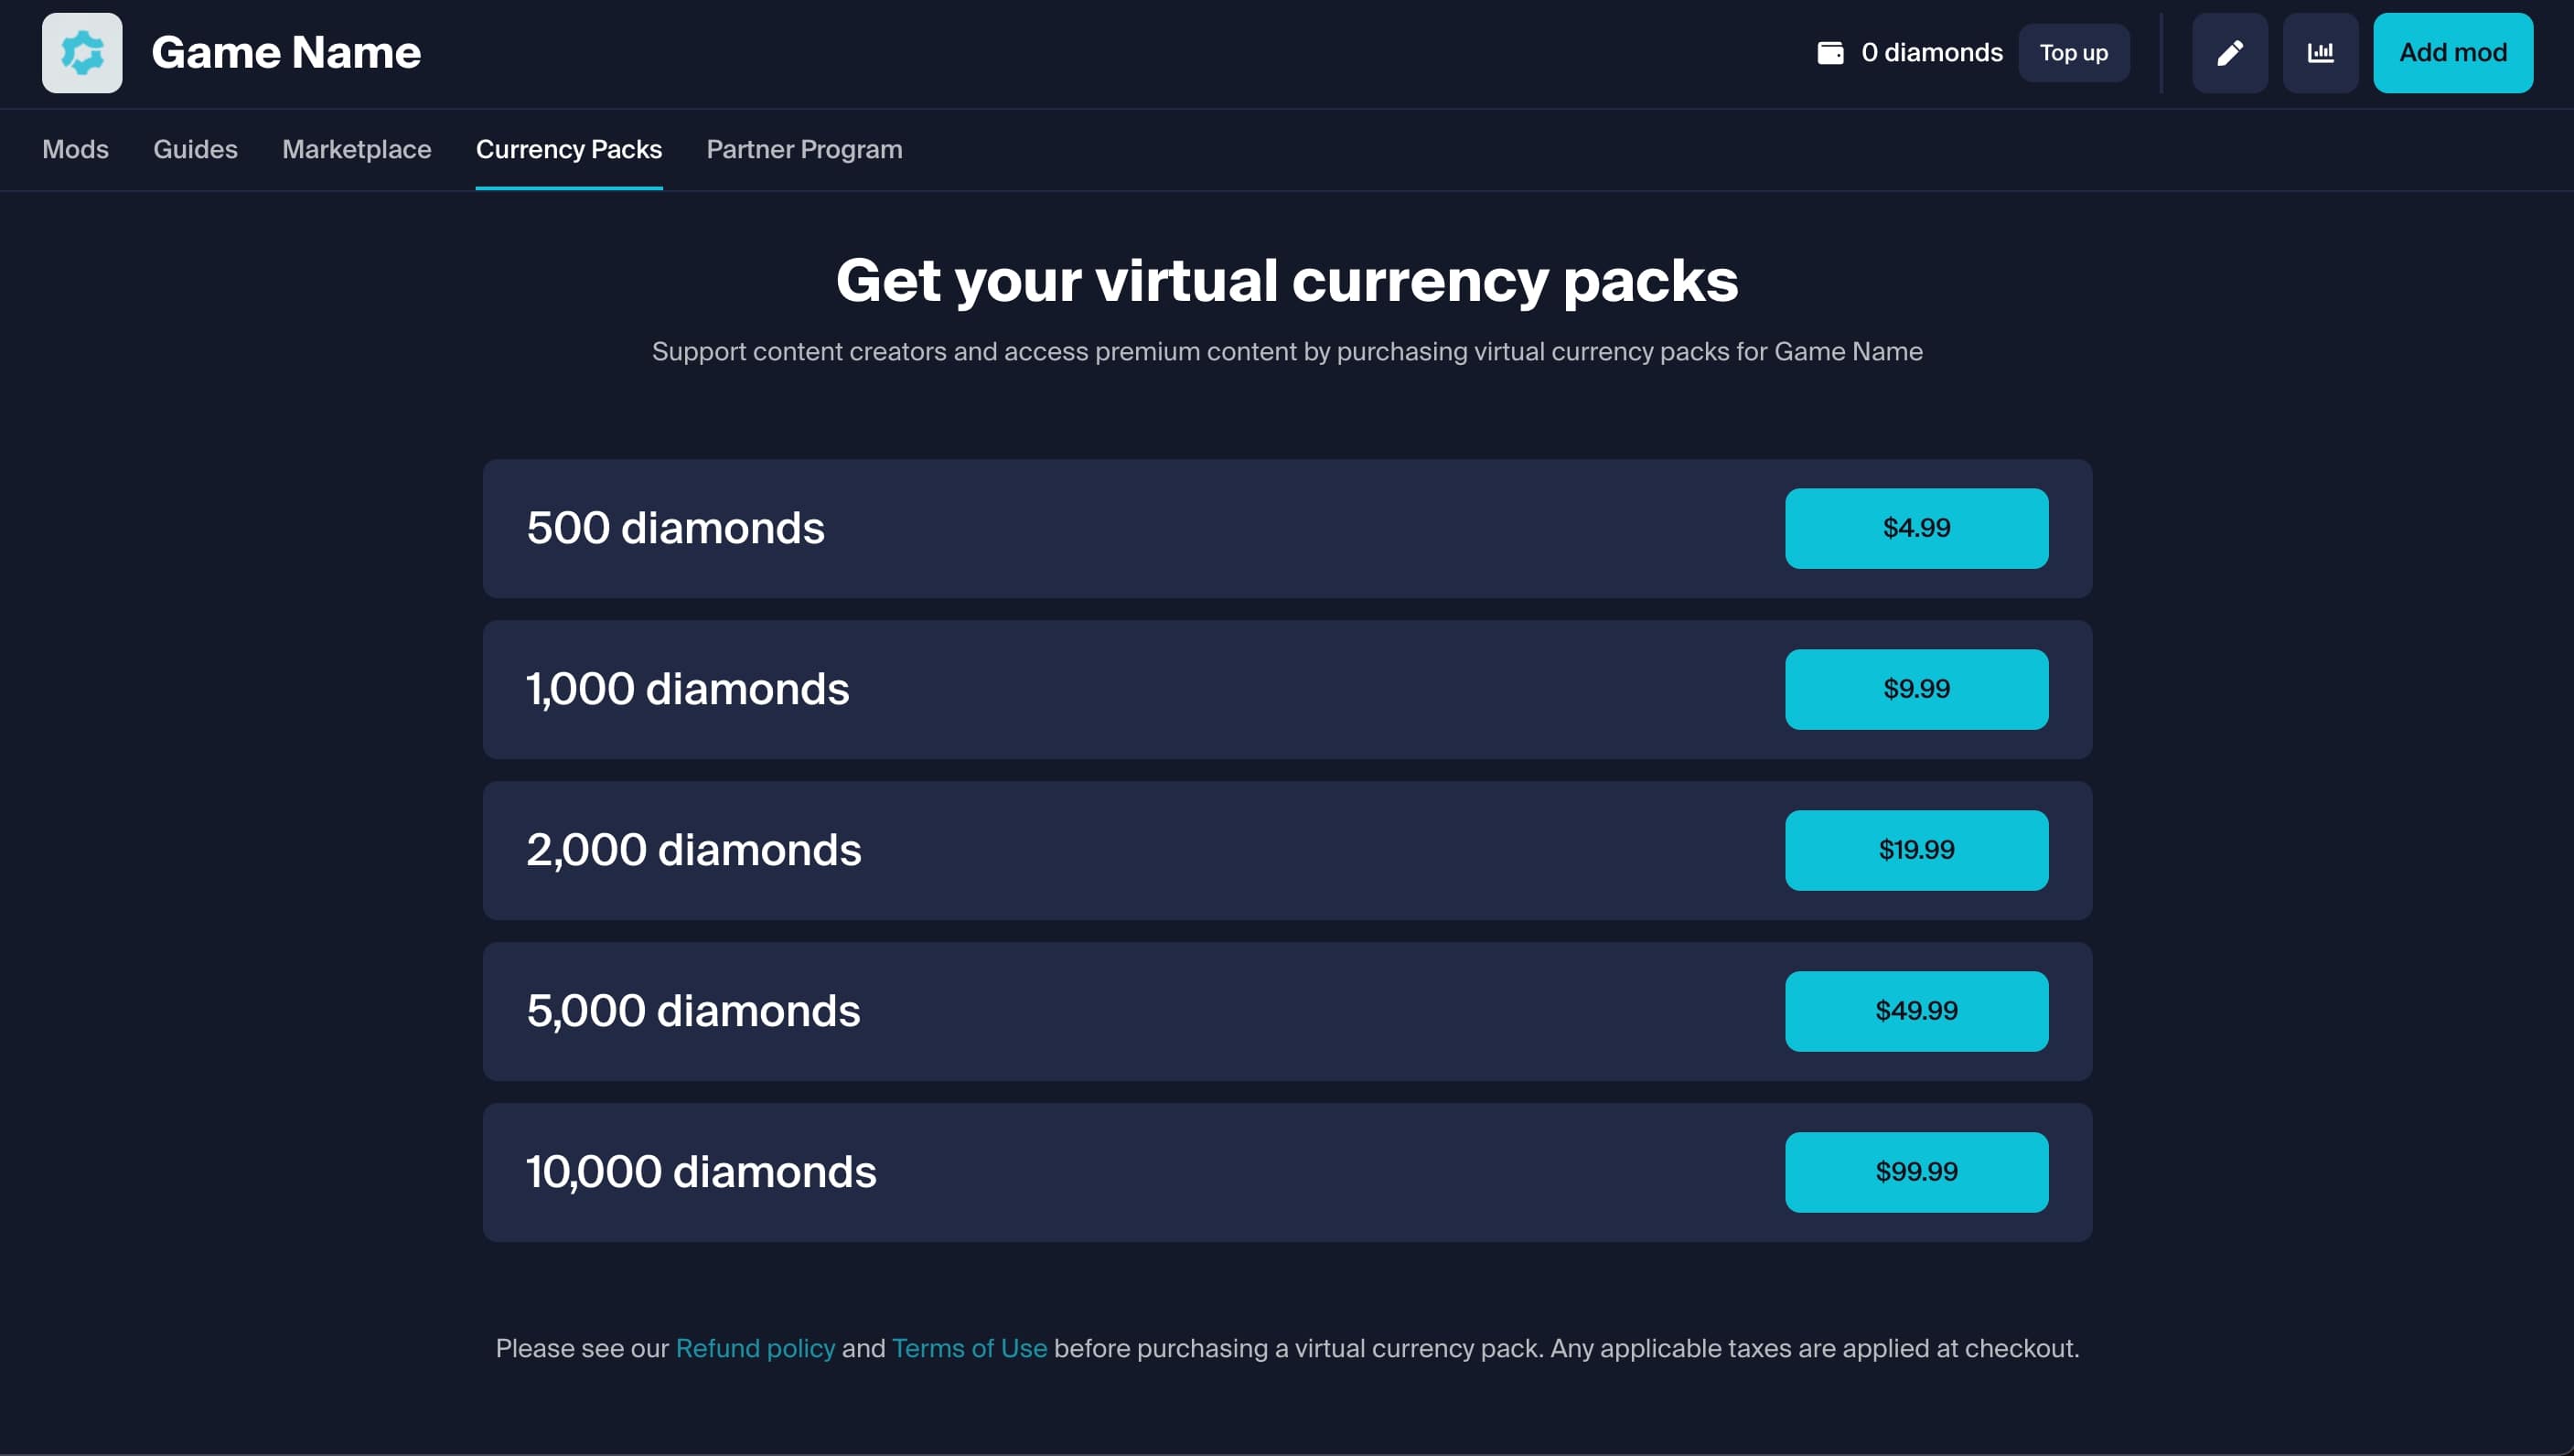 Game Name
0 diamonds
Top up
Add mod
Mods
Guides
Marketplace
Currency Packs
Partner Program
Get your virtual currency packs
Support content creators and access premium content by purchasing virtual currency packs for Game Name
500 diamonds
$4.99
1,000 diamonds
$9.99
2,000 diamonds
$19.99
5,000 diamonds
$49.99
10,000 diamonds
$99.99
Please see our Refund policy and Terms of Use before purchasing a virtual currency pack. Any applicable taxes are applied at checkout.